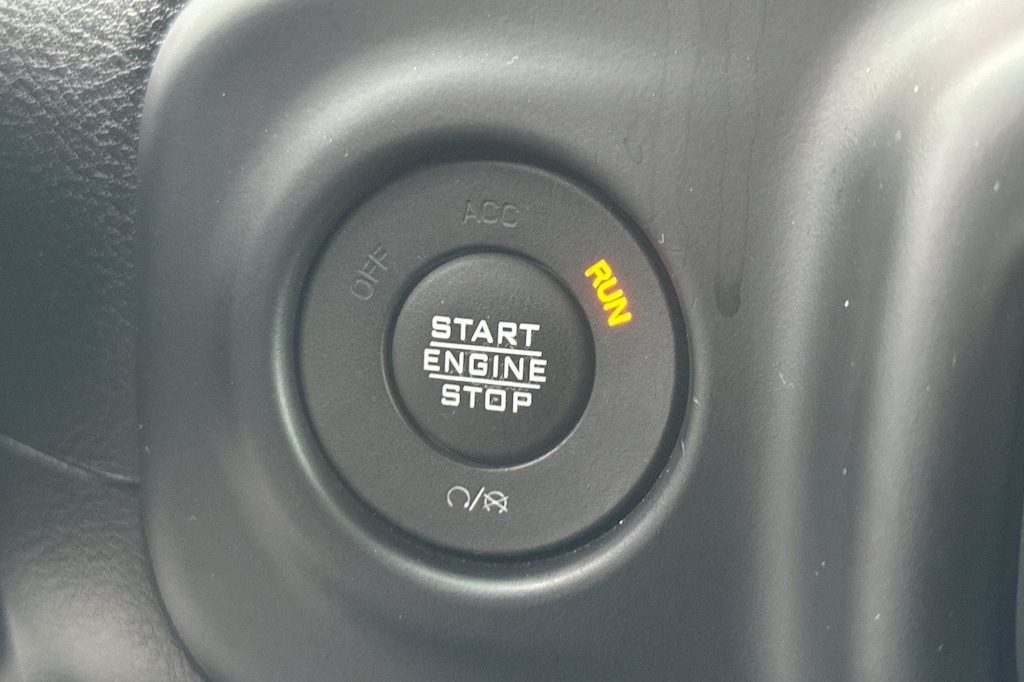 OFF
ACC
RUN
START
ENGINE
STOP